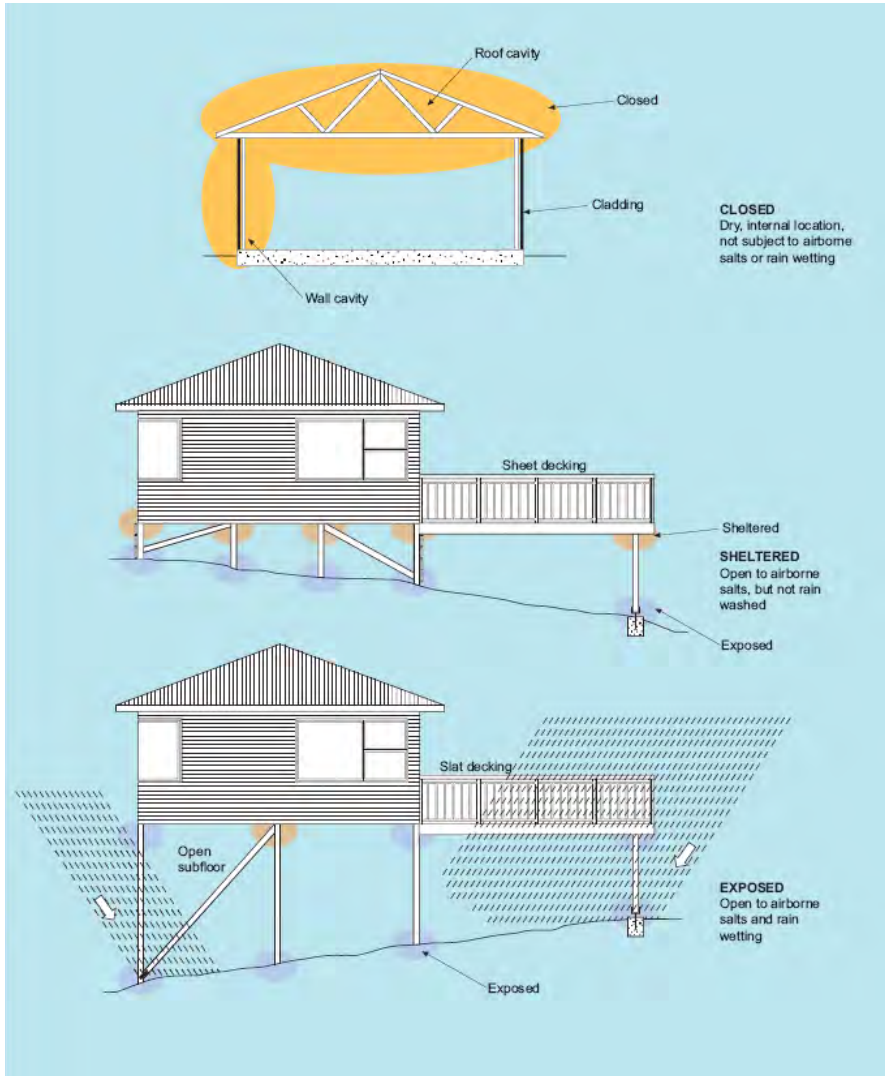 Roof cavity
Closed
Cladding
CLOSED
Dry, internal location,
not subject to airborne
salts or rain wetting
Wall cavity
Sheet decking
Sheltered
SHELTERED
Open to airborne
salts, but not rain
washed
Exposed
Slat decking
Open
subfloor
EXPOSED
Open to airborne
salts and rain
wetting
Exposed